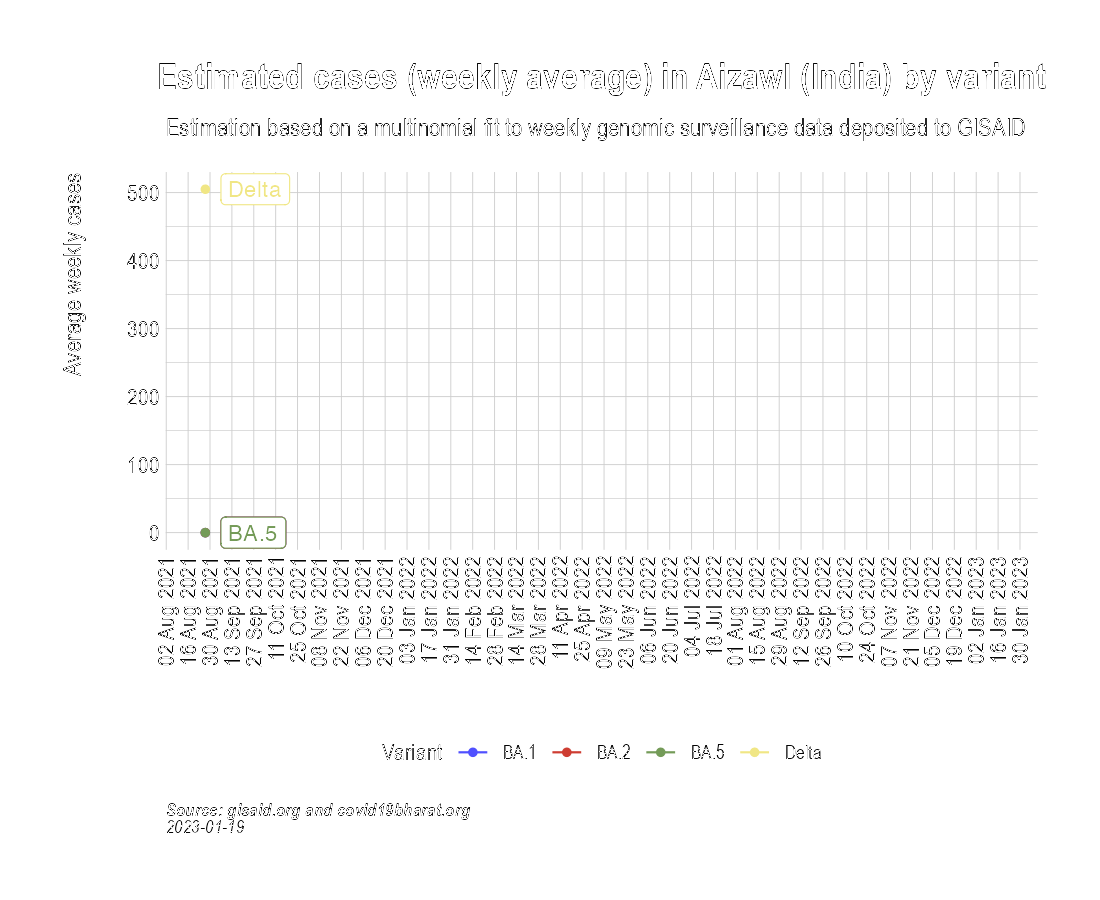 Estimated cases (weekly average) in Aizawl (India) by variant
Estimation based on a multinomial fit to weekly genomic surveillance data deposited to GISAID
Average weekly cases
500
400
300
200
100
0
Delta
BA.5
02 Aug 2021
16 Aug 2021
30 Aug 2021
13 Sep 2021
27 Sep 2021
11 Oct 2021
25 Oct 2021
08 Nov 2021
22 Nov 2021
06 Dec 2021
20 Dec 2021
03 Jan 2022
17 Jan 2022
31 Jan 2022
14 Feb 2022
28 Feb 2022
14 Mar 2022
28 Mar 2022
11 Apr 2022
25 Apr 2022
09 May 2022
23 May 2022
06 Jun 2022
20 Jun 2022
04 Jul 2022
18 Jul 2022
01 Aug 2022
15 Aug 2022
29 Aug 2022
12 Sep 2022
26 Sep 2022
10 Oct 2022
24 Oct 2022
07 Nov 2022
21 Nov 2022
05 Dec 2022
19 Dec 2022
02 Jan 2023
16 Jan 2023
30 Jan 2023
Variant BA.1 BA.2 BA.5 Delta
Source: gisaid.org and covid19bharat.org
2023-01-19